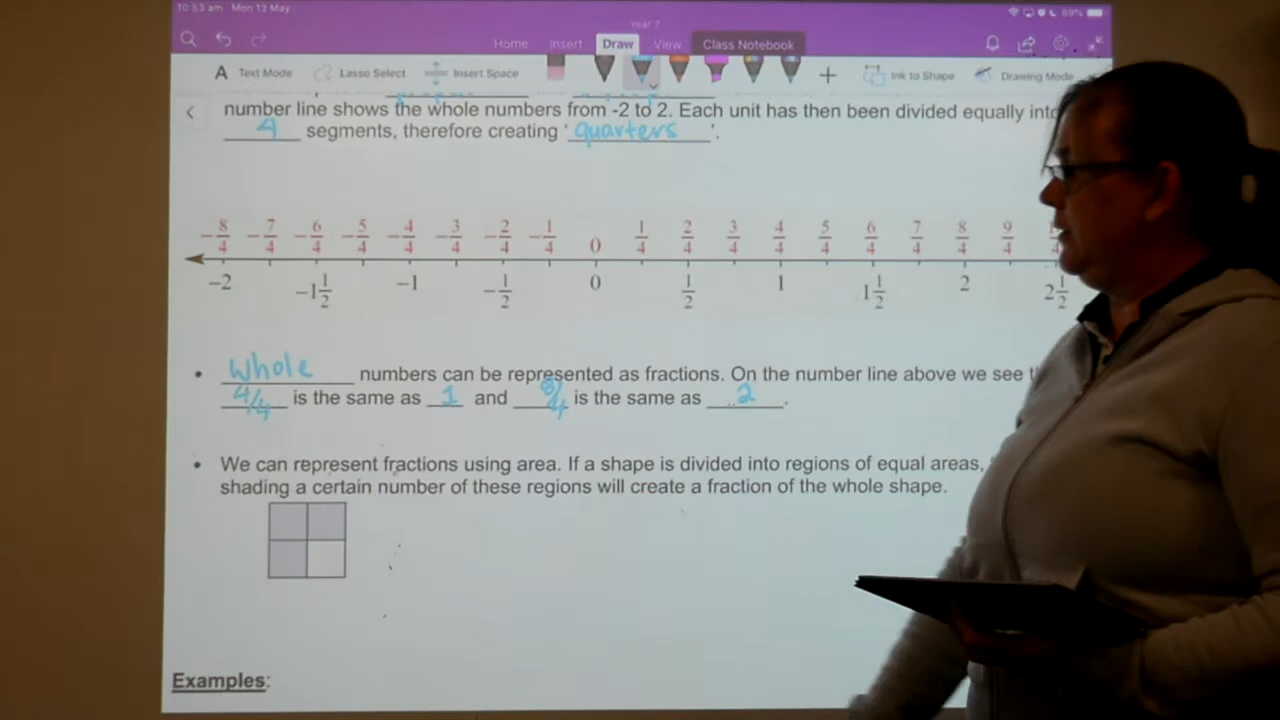 10:53 am Mon 13 May
69%
Year 7
Home Insert Draw View Class Notebook
A Text Mode Lasso Select Insert Space + Ink to Shape Drawing Mode
number line shows the whole numbers from -2 to 2. Each unit has then been divided equally into
4 segments, therefore creating 'quarters'.
-8/4 -7/4 -6/4 -5/4 -4/4 -3/4 -2/4 -1/4 0 1/4 2/4 3/4 4/4 5/4 6/4 7/4 8/4 9/4
-2 -1 1/2 -1 -1/2 0 1/2 1 1 1/2 2 2 1/2
• Whole numbers can be represented as fractions. On the number line above we see
4/4 is the same as 1 and 8/4 is the same as 2.
• We can represent fractions using area. If a shape is divided into regions of equal areas,
shading a certain number of these regions will create a fraction of the whole shape.
Examples: